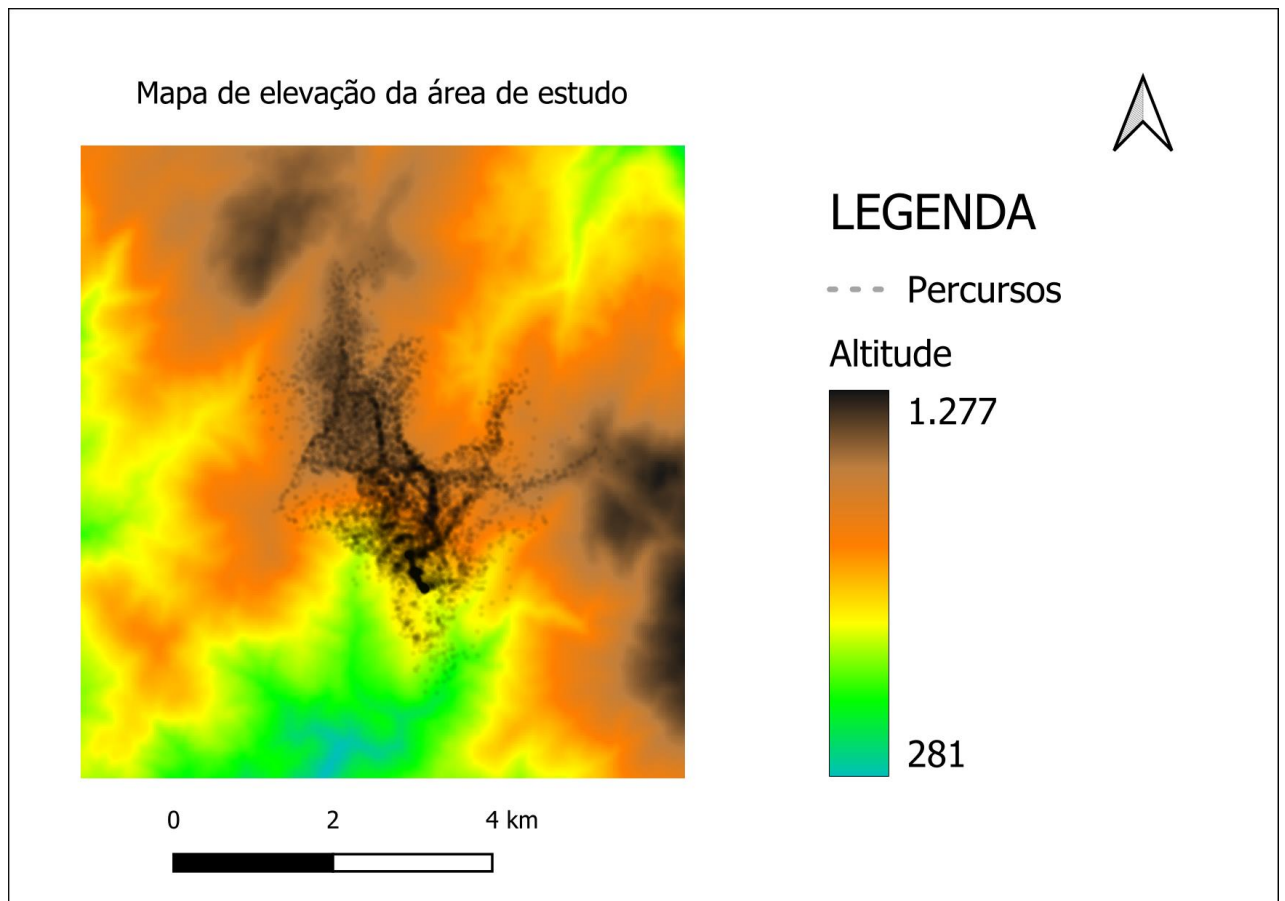 Mapa de elevação da área de estudo
LEGENDA
Percursos
Altitude
1.277
281
0 2 4 km